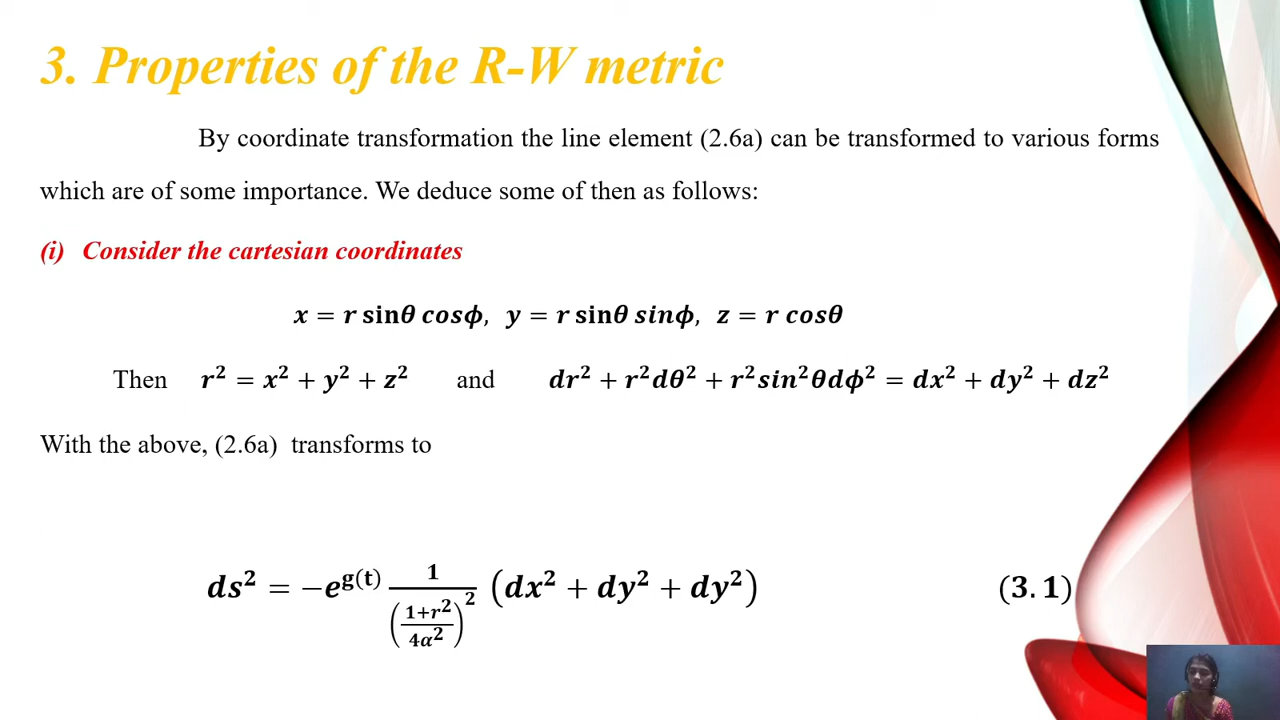 3. Properties of the R-W metric
By coordinate transformation the line element (2.6a) can be transformed to various forms
which are of some importance. We deduce some of then as follows:
(i) Consider the cartesian coordinates
x = r sinθ cosϕ, y = r sinθ sinϕ, z = r cosθ
Then r² = x² + y² + z² and dr² + r²dθ² + r²sin²θdϕ² = dx² + dy² + dz²
With the above, (2.6a) transforms to
ds² = −e^g(t) 1/((1+r²)/(4α²))² (dx² + dy² + dy²) (3.1)